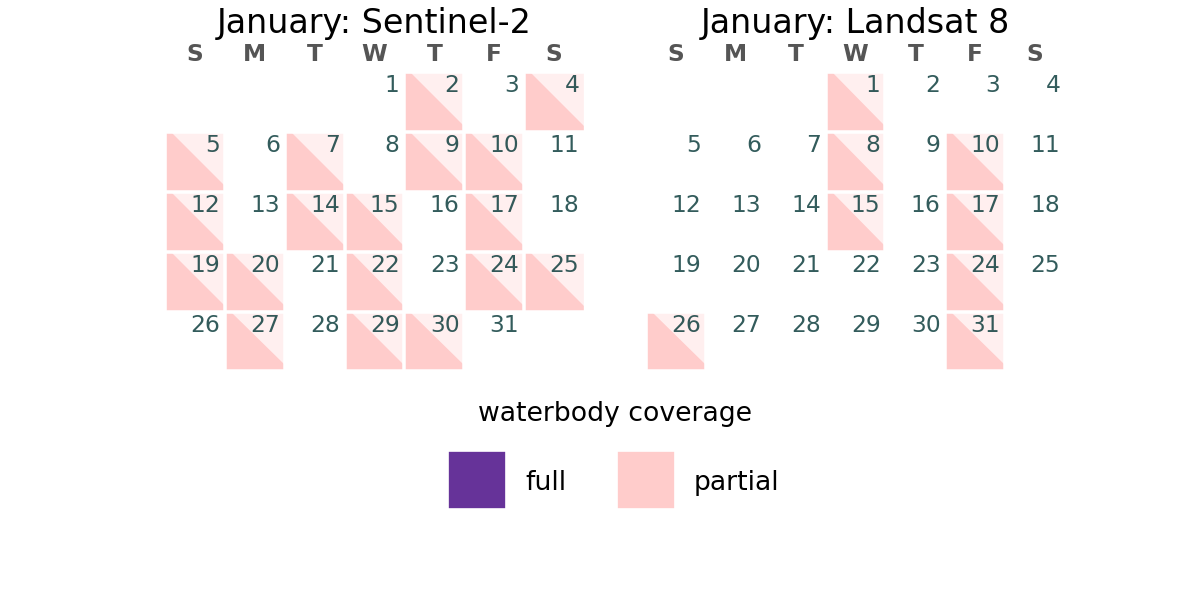 January: Sentinel-2
S M T W T F S
1 2 3 4
5 6 7 8 9 10 11
12 13 14 15 16 17 18
19 20 21 22 23 24 25
26 27 28 29 30 31
January: Landsat 8
S M T W T F S
1 2 3 4
5 6 7 8 9 10 11
12 13 14 15 16 17 18
19 20 21 22 23 24 25
26 27 28 29 30 31
waterbody coverage
full partial